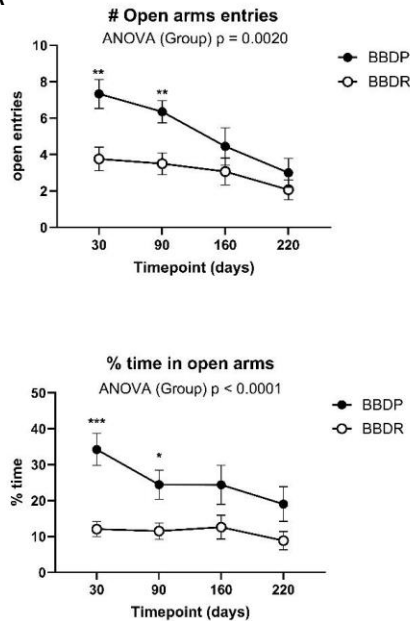 # Open arms entries
ANOVA (Group) p = 0.0020
BBDP
BBDR
**
**
10
8
6
4
2
0
open entries
30 90 160 220
Timepoint (days)
% time in open arms
ANOVA (Group) p < 0.0001
BBDP
BBDR
***
*
50
40
30
20
10
0
% time
30 90 160 220
Timepoint (days)